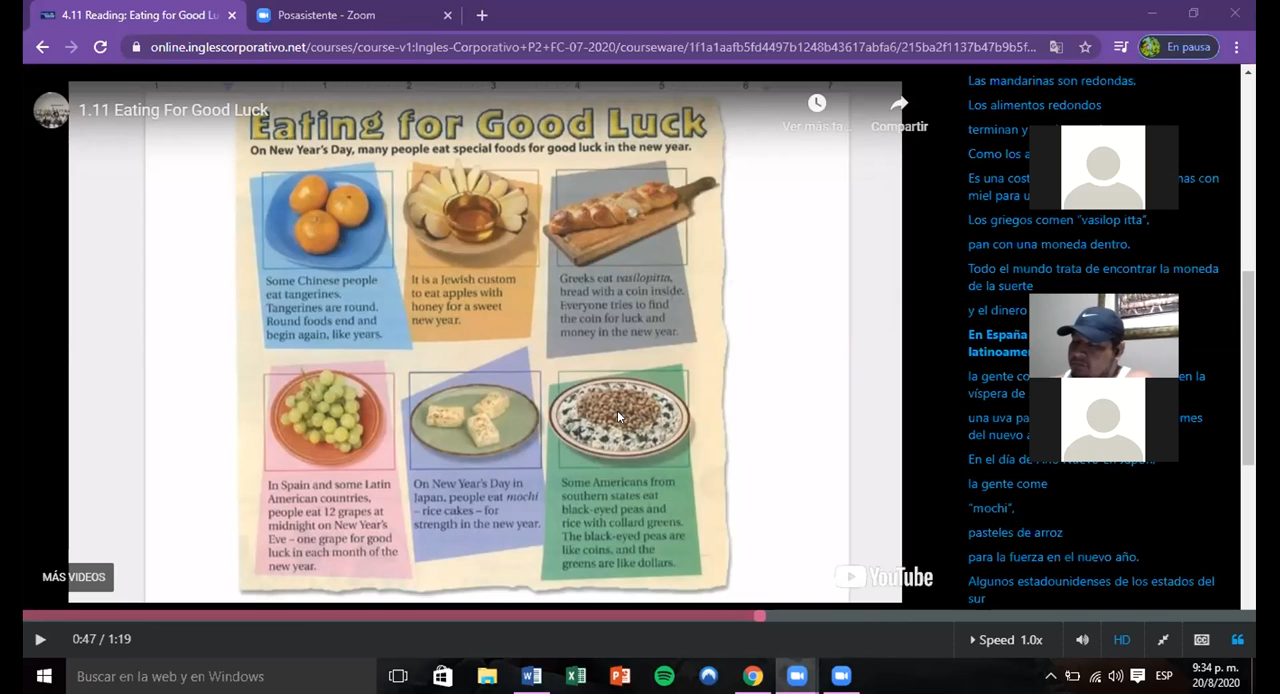 4.11 Reading: Eating for Good Lu
Posasistente - Zoom
online.inglescorporativo.net/courses/course-v1:Ingles-Corporativo+P2+FC-07-2020/courseware/1f1a1aafb5fd4497b1248b43617abfa6/215ba2f1137b47b9b5f...
En pausa
1.11 Eating For Good Luck
Ver más ta...
Compartir
Eating for Good Luck
On New Year's Day, many people eat special foods for good luck in the new year.
Some Chinese people
eat tangerines.
Tangerines are round.
Round foods end and
begin again, like years.
It is a Jewish custom
to eat apples with
honey for a sweet
new year.
Greeks eat vasilopitta,
bread with a coin inside.
Everyone tries to find
the coin for luck and
money in the new year.
In Spain and some Latin
American countries,
people eat 12 grapes at
midnight on New Year's
Eve – one grape for good
luck in each month of the
new year.
On New Year's Day in
Japan, people eat mochi
– rice cakes – for
strength in the new year.
Some Americans from
southern states eat
black-eyed peas and
rice with collard greens.
The black-eyed peas are
like coins, and the
greens are like dollars.
MÁS VIDEOS
YouTube
Las mandarinas son redondas.
Los alimentos redondos
terminan y
Como los a
Es una cost nas con
miel para u
Los griegos comen "vasilop itta",
pan con una moneda dentro.
Todo el mundo trata de encontrar la moneda
de la suerte
y el dinero
En España
latinoame
la gente co en la
víspera de
una uva pa mes
del nuevo a
En el día de Año Nuevo en Japón,
la gente come
"mochi",
pasteles de arroz
para la fuerza en el nuevo año.
Algunos estadounidenses de los estados del
sur
0:47 / 1:19
Speed 1.0x
HD
Buscar en la web y en Windows
ESP
9:34 p. m.
20/8/2020